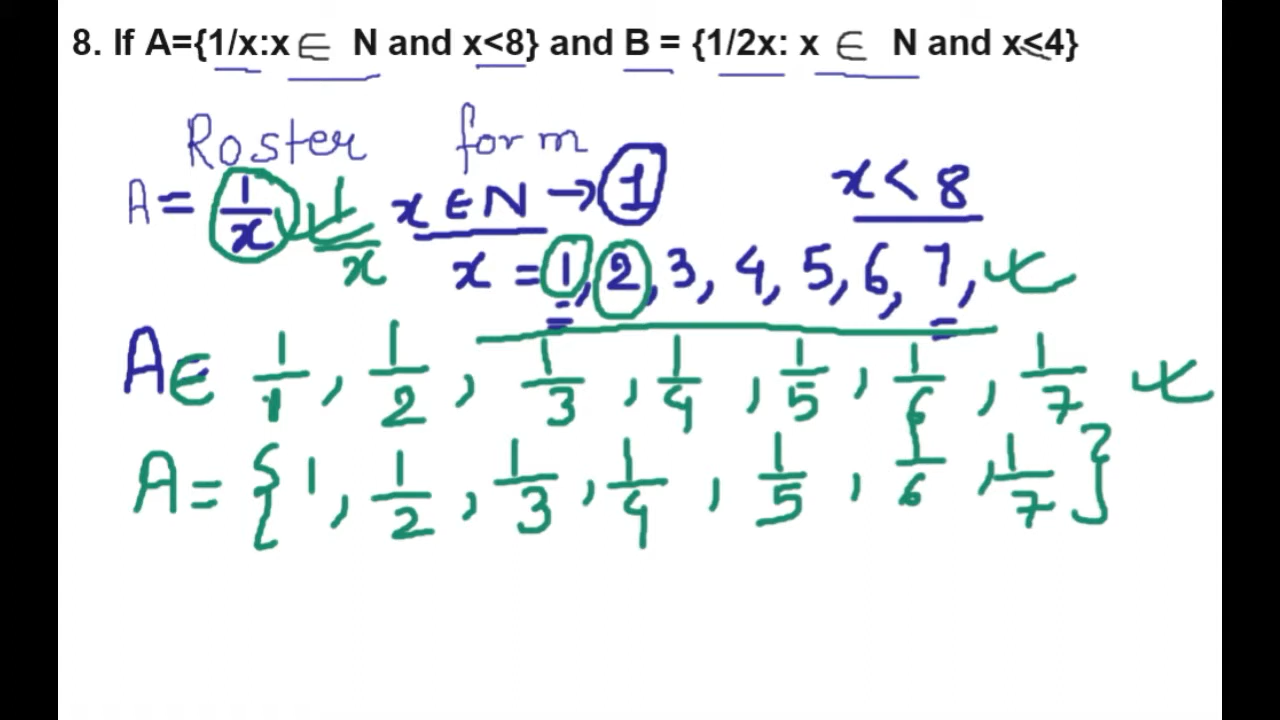 8. If A={1/x:x ∈ N and x<8} and B = {1/2x: x ∈ N and x≤4}
Roster form
A = 1/x 1/x x ∈ N → 1 x < 8
x = 1, 2, 3, 4, 5, 6, 7,
A ∈ 1/1, 1/2, 1/3, 1/4, 1/5, 1/6, 1/7
A = {1, 1/2, 1/3, 1/4, 1/5, 1/6, 1/7}